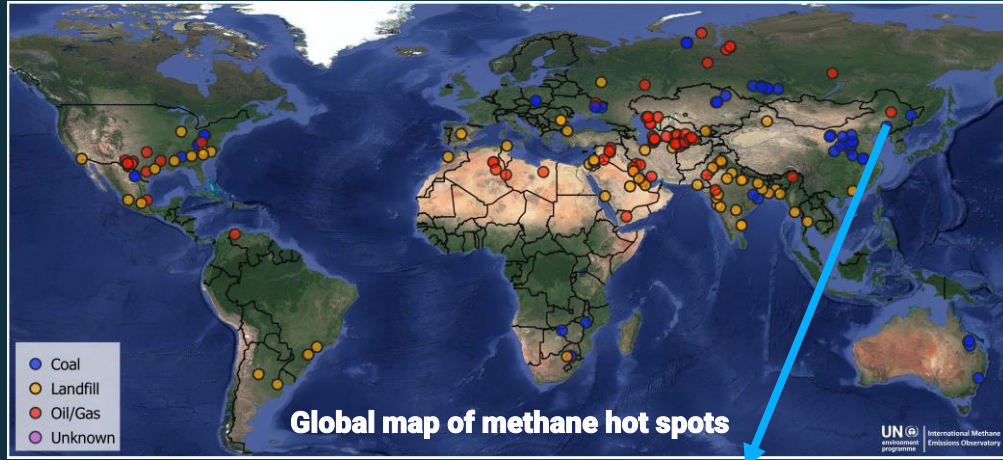 Coal
Landfill
Oil/Gas
Unknown
Global map of methane hot spots
UN
environment
programme
International Methane
Emissions Observatory